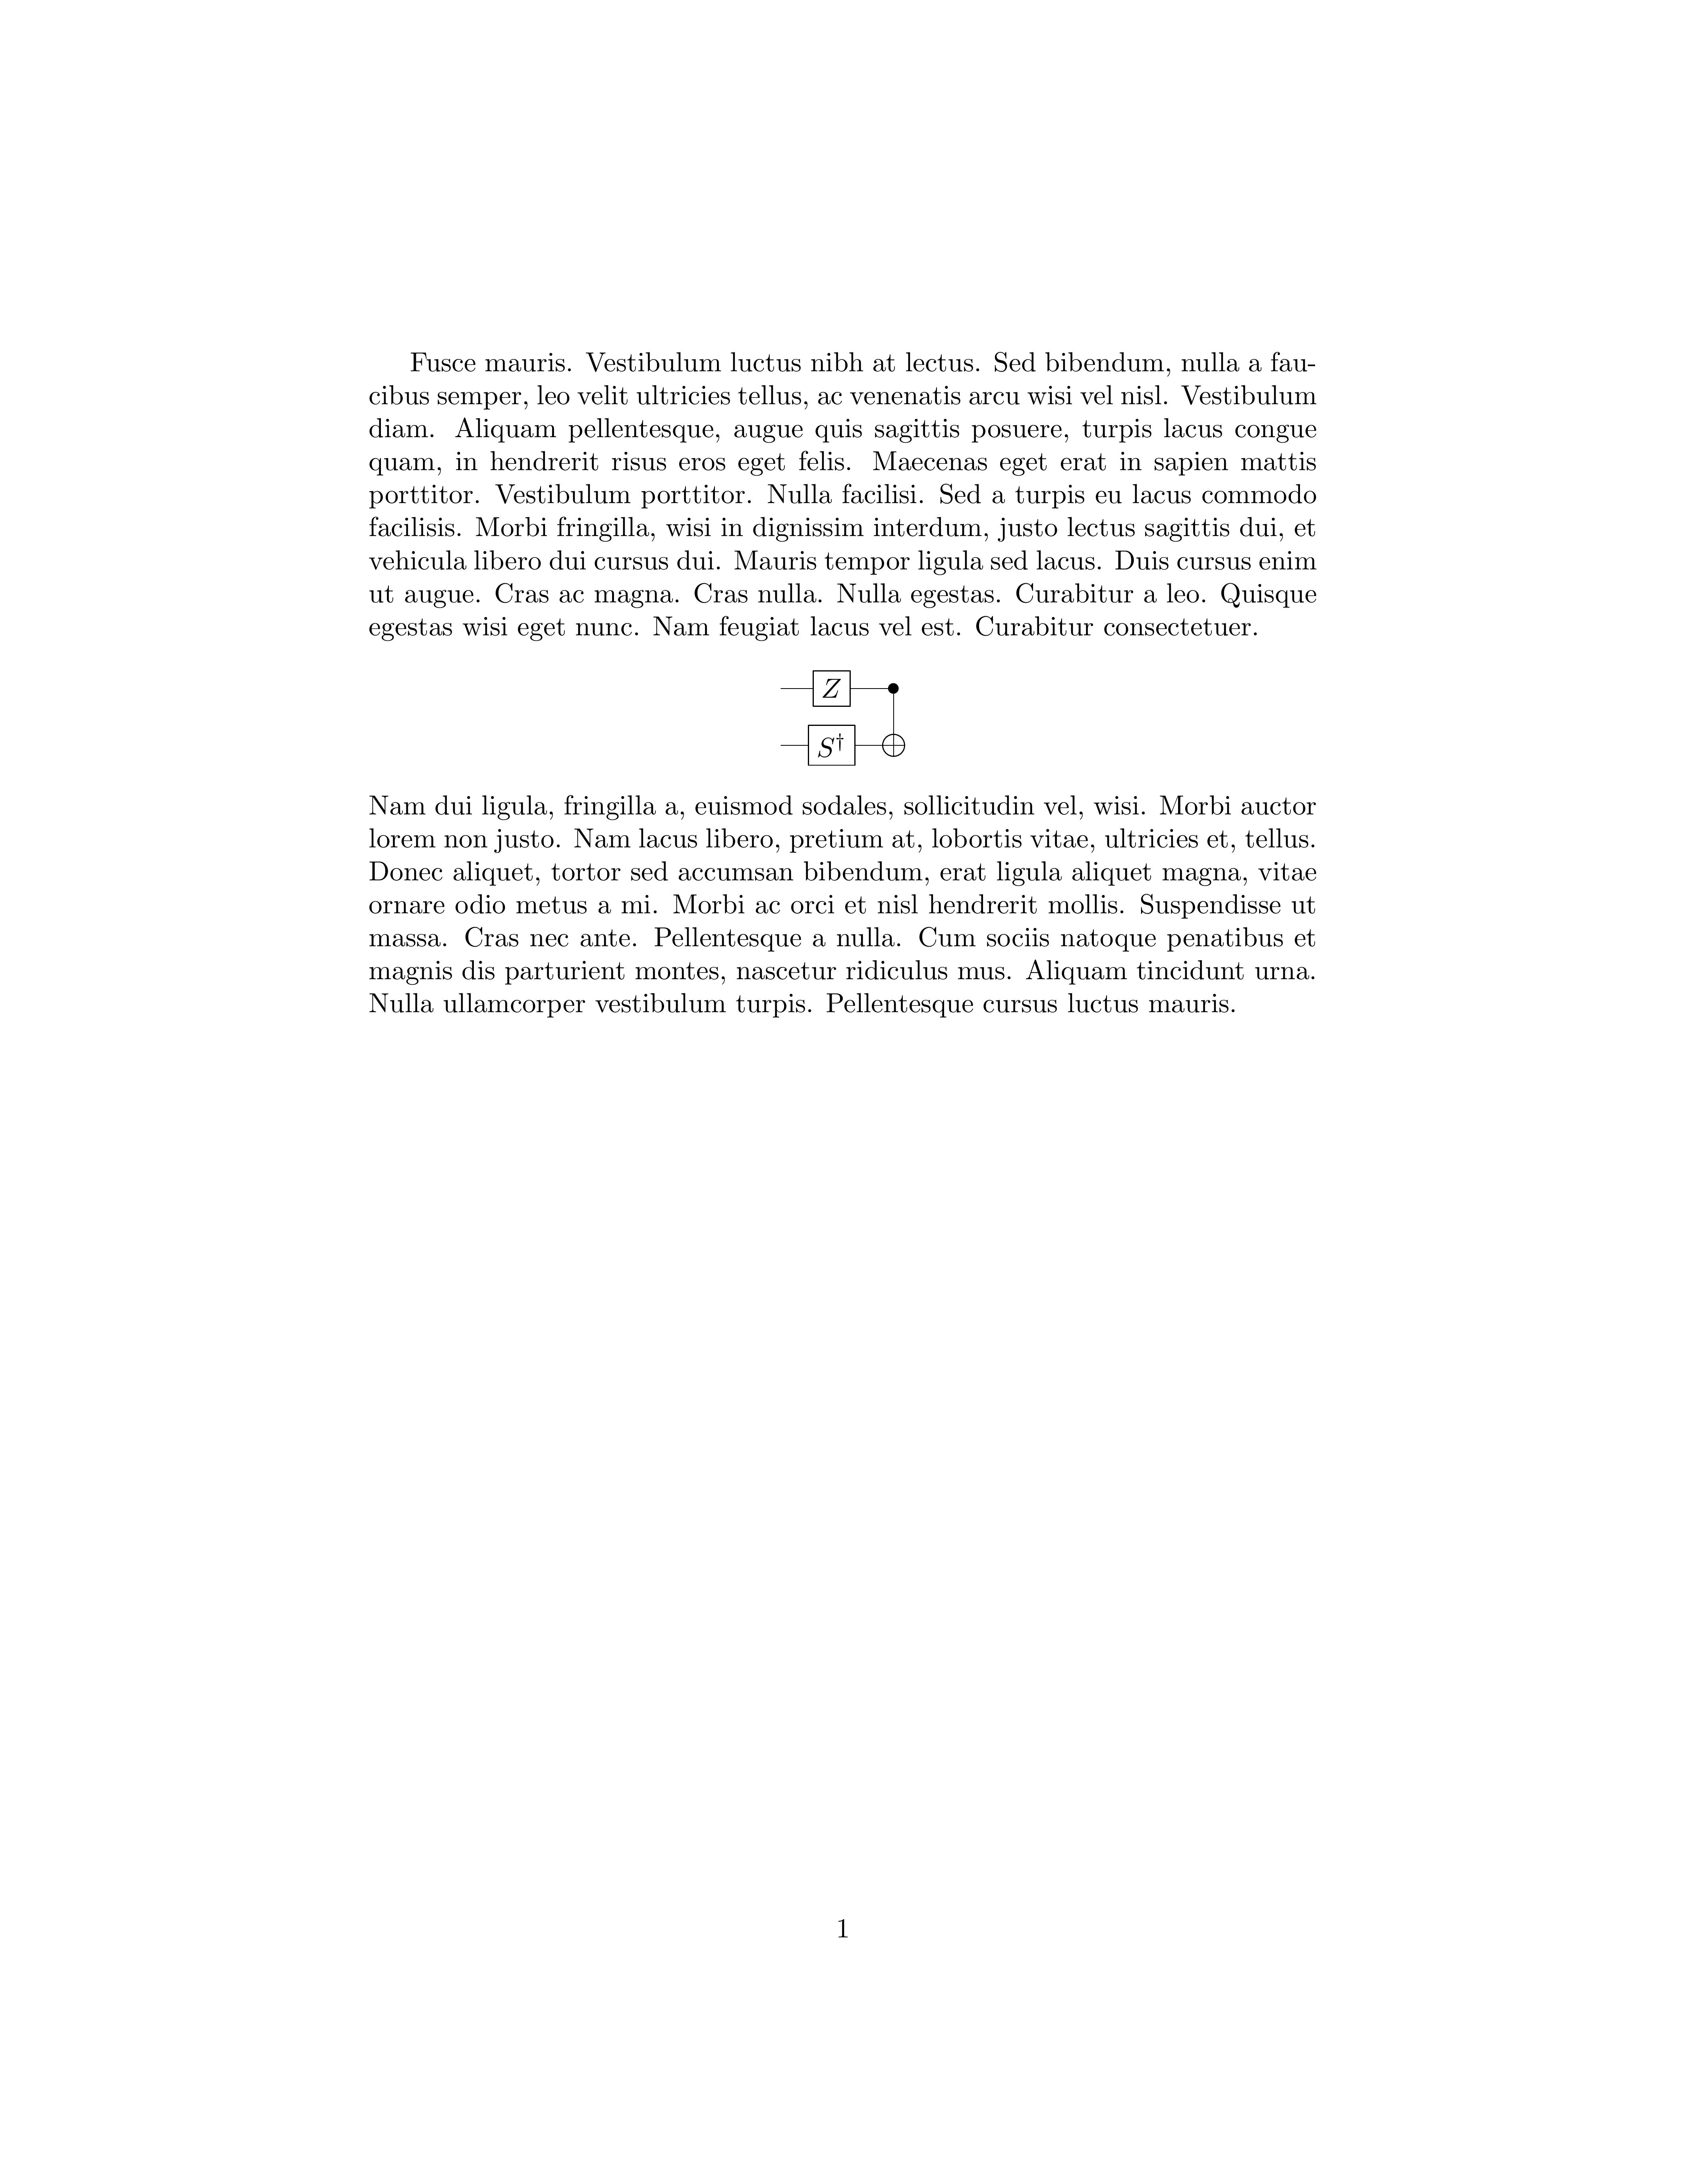 Fusce mauris. Vestibulum luctus nibh at lectus. Sed bibendum, nulla a fau-
cibus semper, leo velit ultricies tellus, ac venenatis arcu wisi vel nisl. Vestibulum
diam. Aliquam pellentesque, augue quis sagittis posuere, turpis lacus congue
quam, in hendrerit risus eros eget felis. Maecenas eget erat in sapien mattis
porttitor. Vestibulum porttitor. Nulla facilisi. Sed a turpis eu lacus commodo
facilisis. Morbi fringilla, wisi in dignissim interdum, justo lectus sagittis dui, et
vehicula libero dui cursus dui. Mauris tempor ligula sed lacus. Duis cursus enim
ut augue. Cras ac magna. Cras nulla. Nulla egestas. Curabitur a leo. Quisque
egestas wisi eget nunc. Nam feugiat lacus vel est. Curabitur consectetuer.
Z
S†
Nam dui ligula, fringilla a, euismod sodales, sollicitudin vel, wisi. Morbi auctor
lorem non justo. Nam lacus libero, pretium at, lobortis vitae, ultricies et, tellus.
Donec aliquet, tortor sed accumsan bibendum, erat ligula aliquet magna, vitae
ornare odio metus a mi. Morbi ac orci et nisl hendrerit mollis. Suspendisse ut
massa. Cras nec ante. Pellentesque a nulla. Cum sociis natoque penatibus et
magnis dis parturient montes, nascetur ridiculus mus. Aliquam tincidunt urna.
Nulla ullamcorper vestibulum turpis. Pellentesque cursus luctus mauris.
1